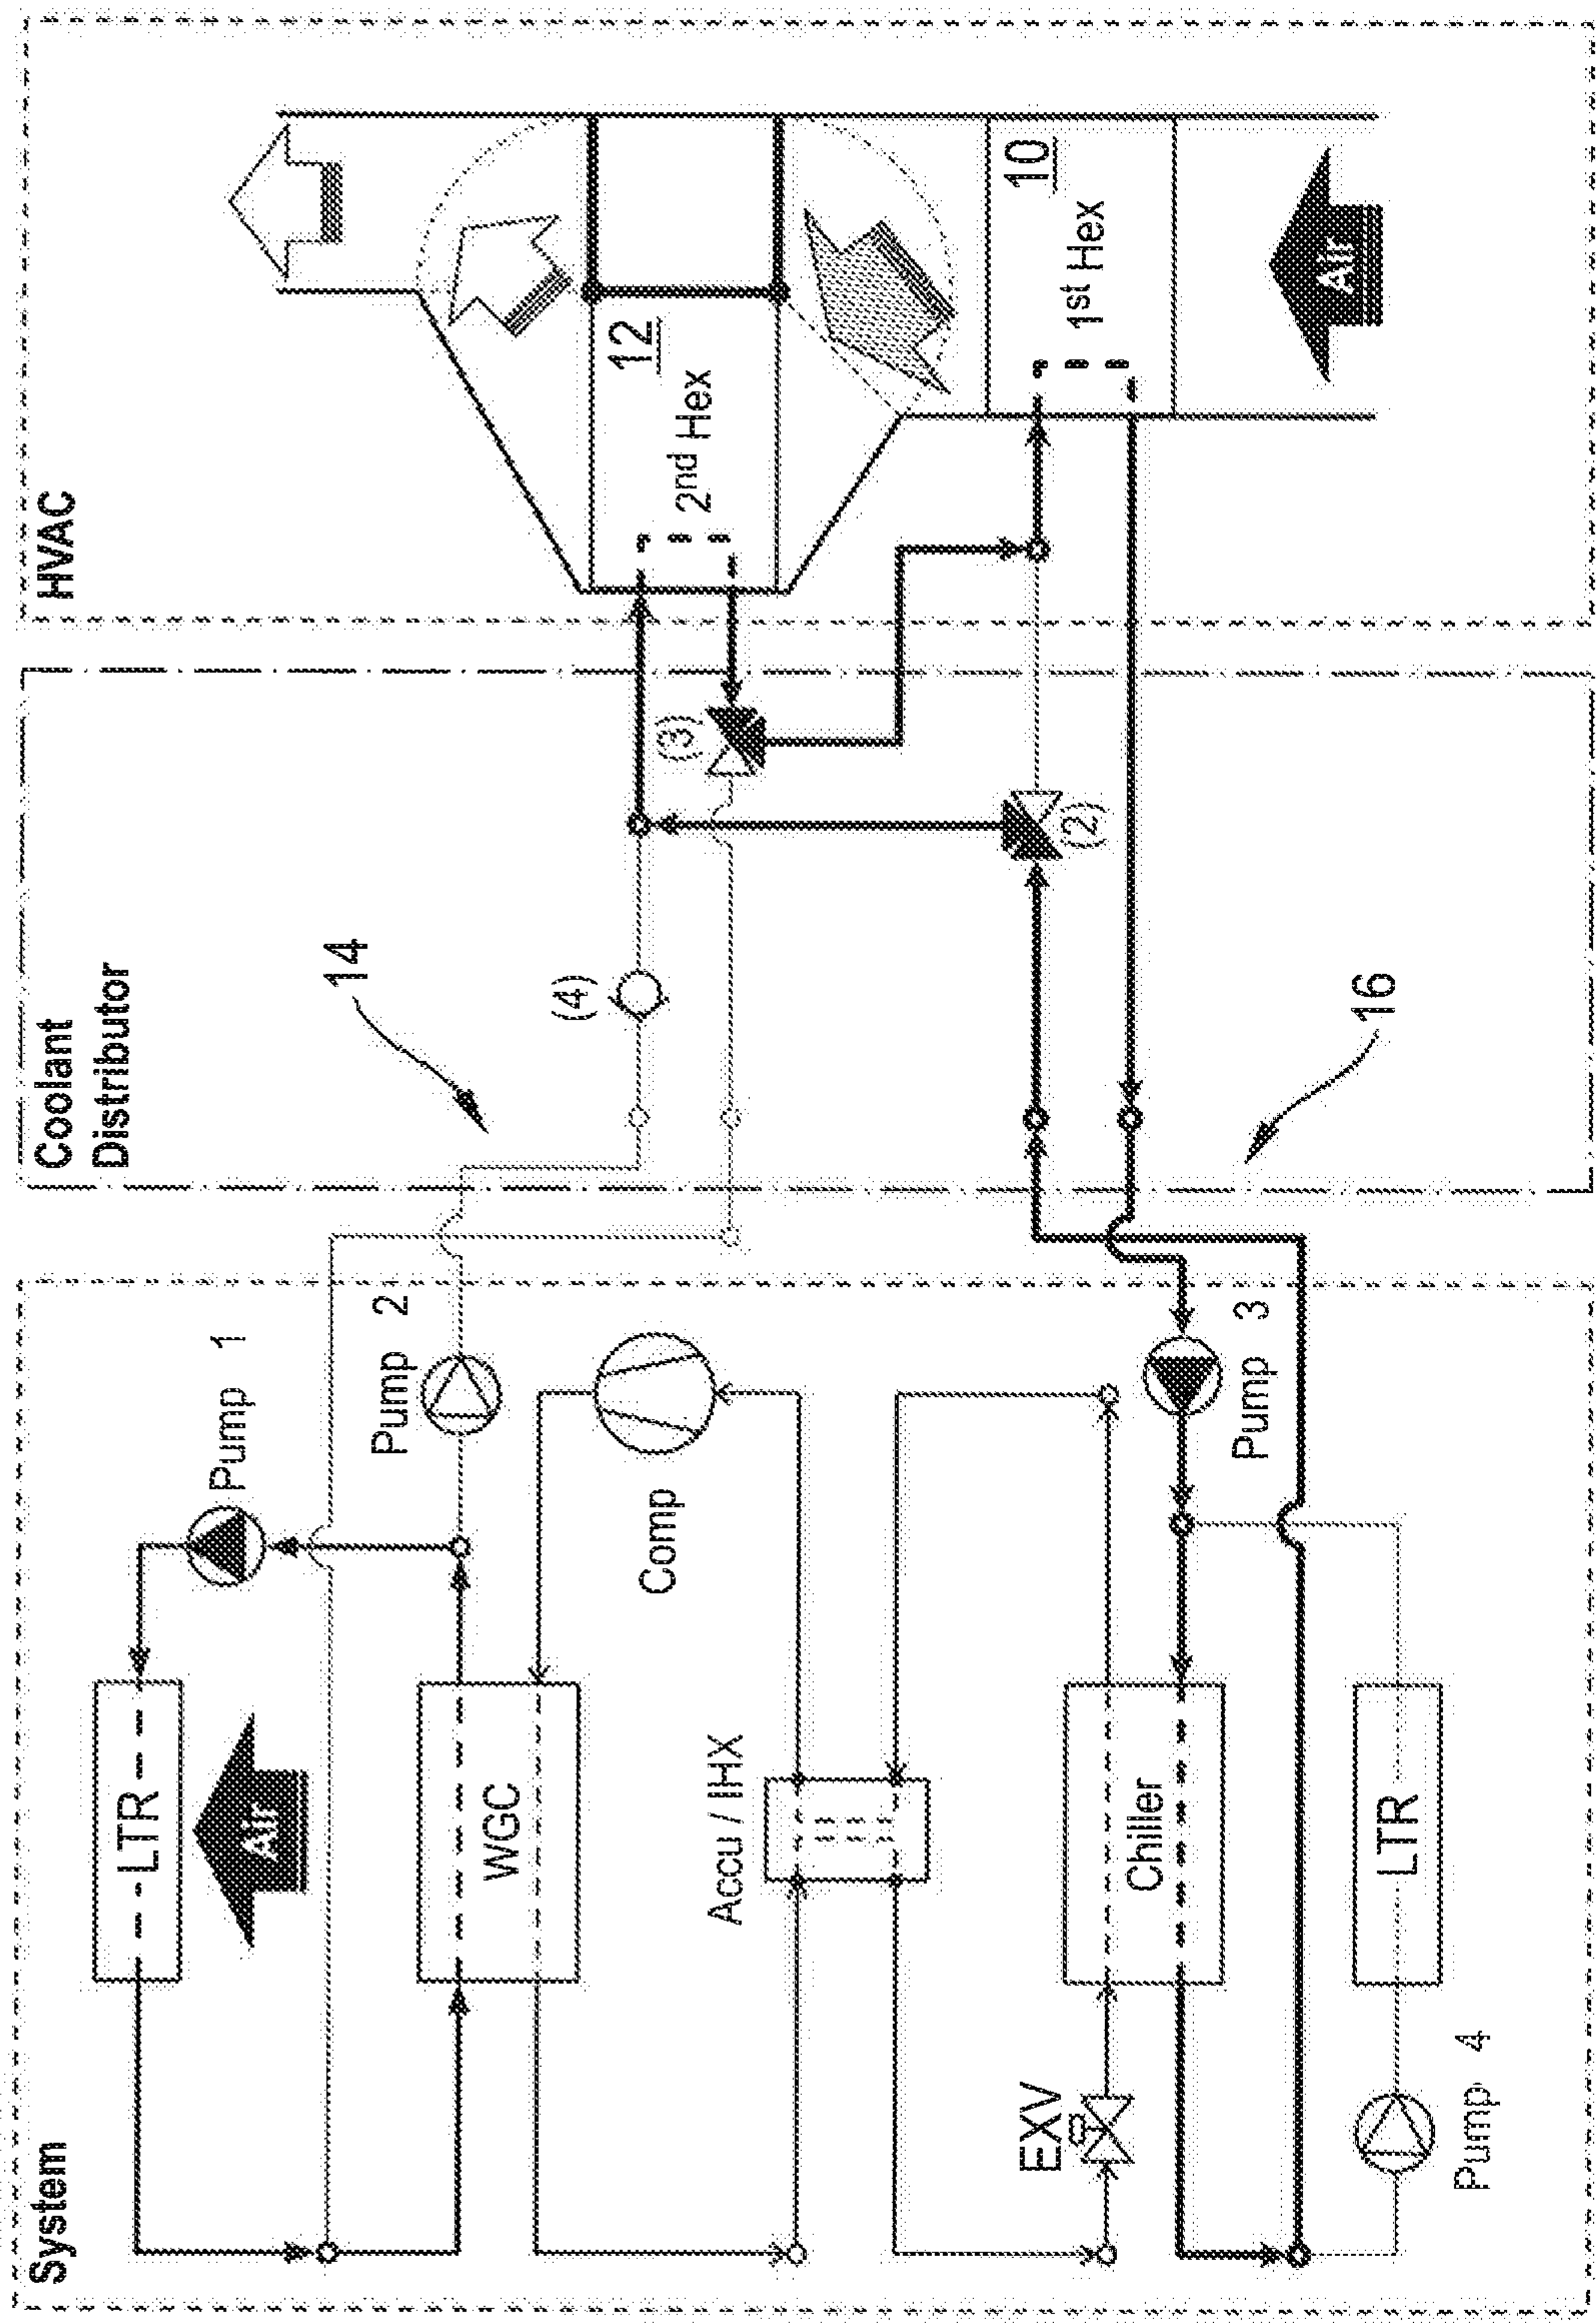 System
LTR
Air
Pump 1
WGC
Pump 2
Comp
Accu / IHX
EXV
Chiller
Pump 3
LTR
Pump 4
Coolant
Distributor
14
(4)
(3)
(2)
16
HVAC
12
2nd Hex
10
1st Hex
Air